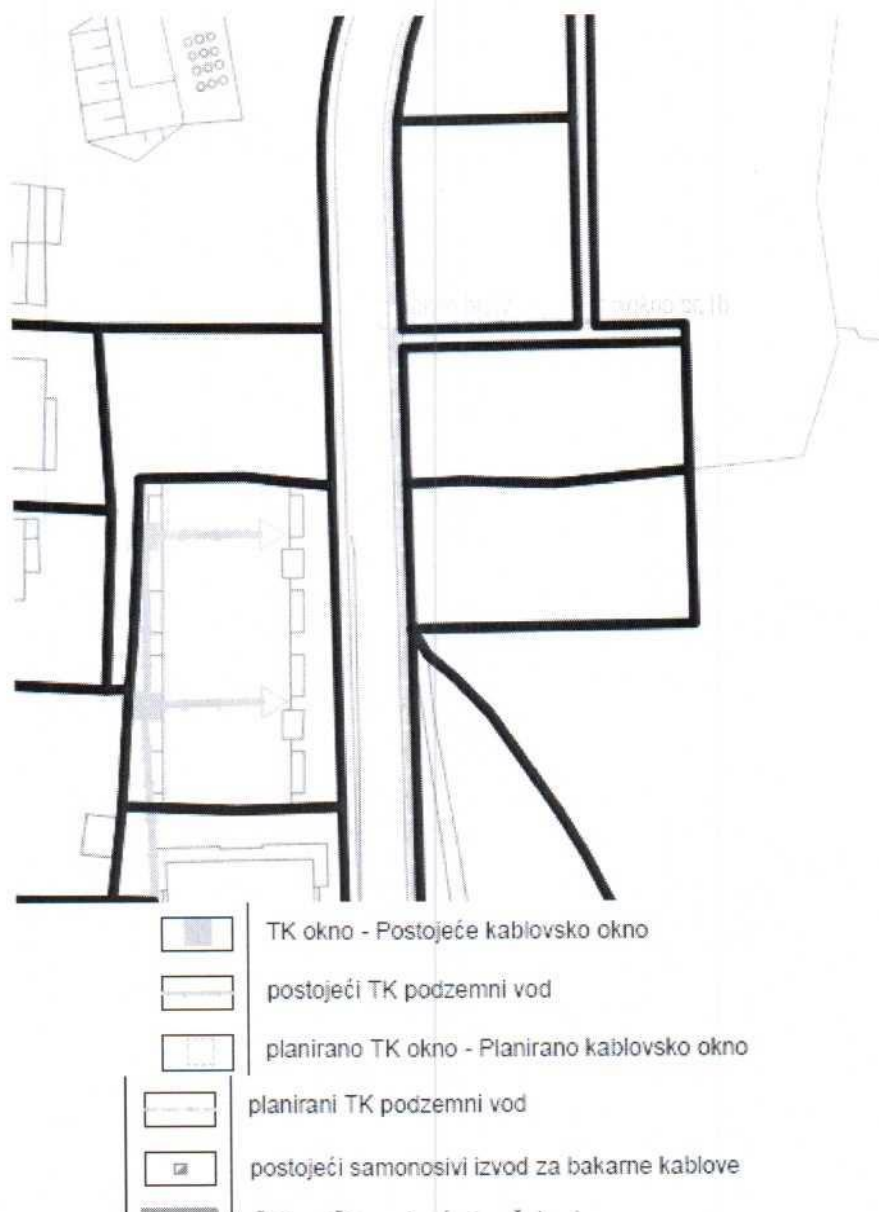 TK okno - Postojeće kablovsko okno
postojeći TK podzemni vod
planirano TK okno - Planirano kablovsko okno
planirani TK podzemni vod
postojeći samonosivi izvod za bakarne kablove